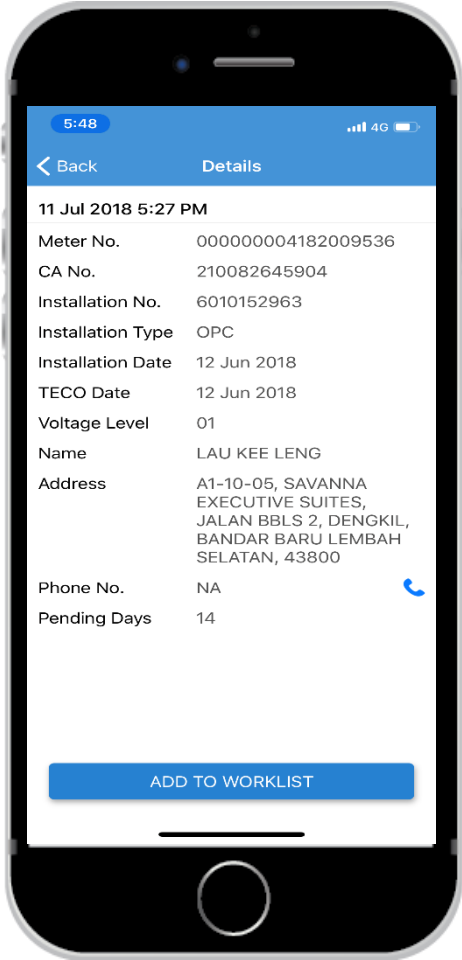 5:48
4G
Back
Details
11 Jul 2018 5:27 PM
Meter No. 000000004182009536
CA No. 210082645904
Installation No. 6010152963
Installation Type OPC
Installation Date 12 Jun 2018
TECO Date 12 Jun 2018
Voltage Level 01
Name LAU KEE LENG
Address A1-10-05, SAVANNA
EXECUTIVE SUITES,
JALAN BBLS 2, DENGKIL,
BANDAR BARU LEMBAH
SELATAN, 43800
Phone No. NA
Pending Days 14
ADD TO WORKLIST